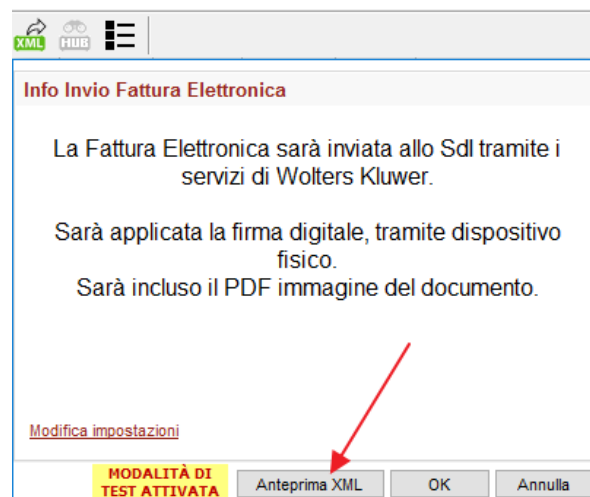 XML HUB
Info Invio Fattura Elettronica
La Fattura Elettronica sarà inviata allo SdI tramite i
servizi di Wolters Kluwer.
Sarà applicata la firma digitale, tramite dispositivo
fisico.
Sarà incluso il PDF immagine del documento.
Modifica impostazioni
MODALITÀ DI
TEST ATTIVATA
Anteprima XML
OK
Annulla